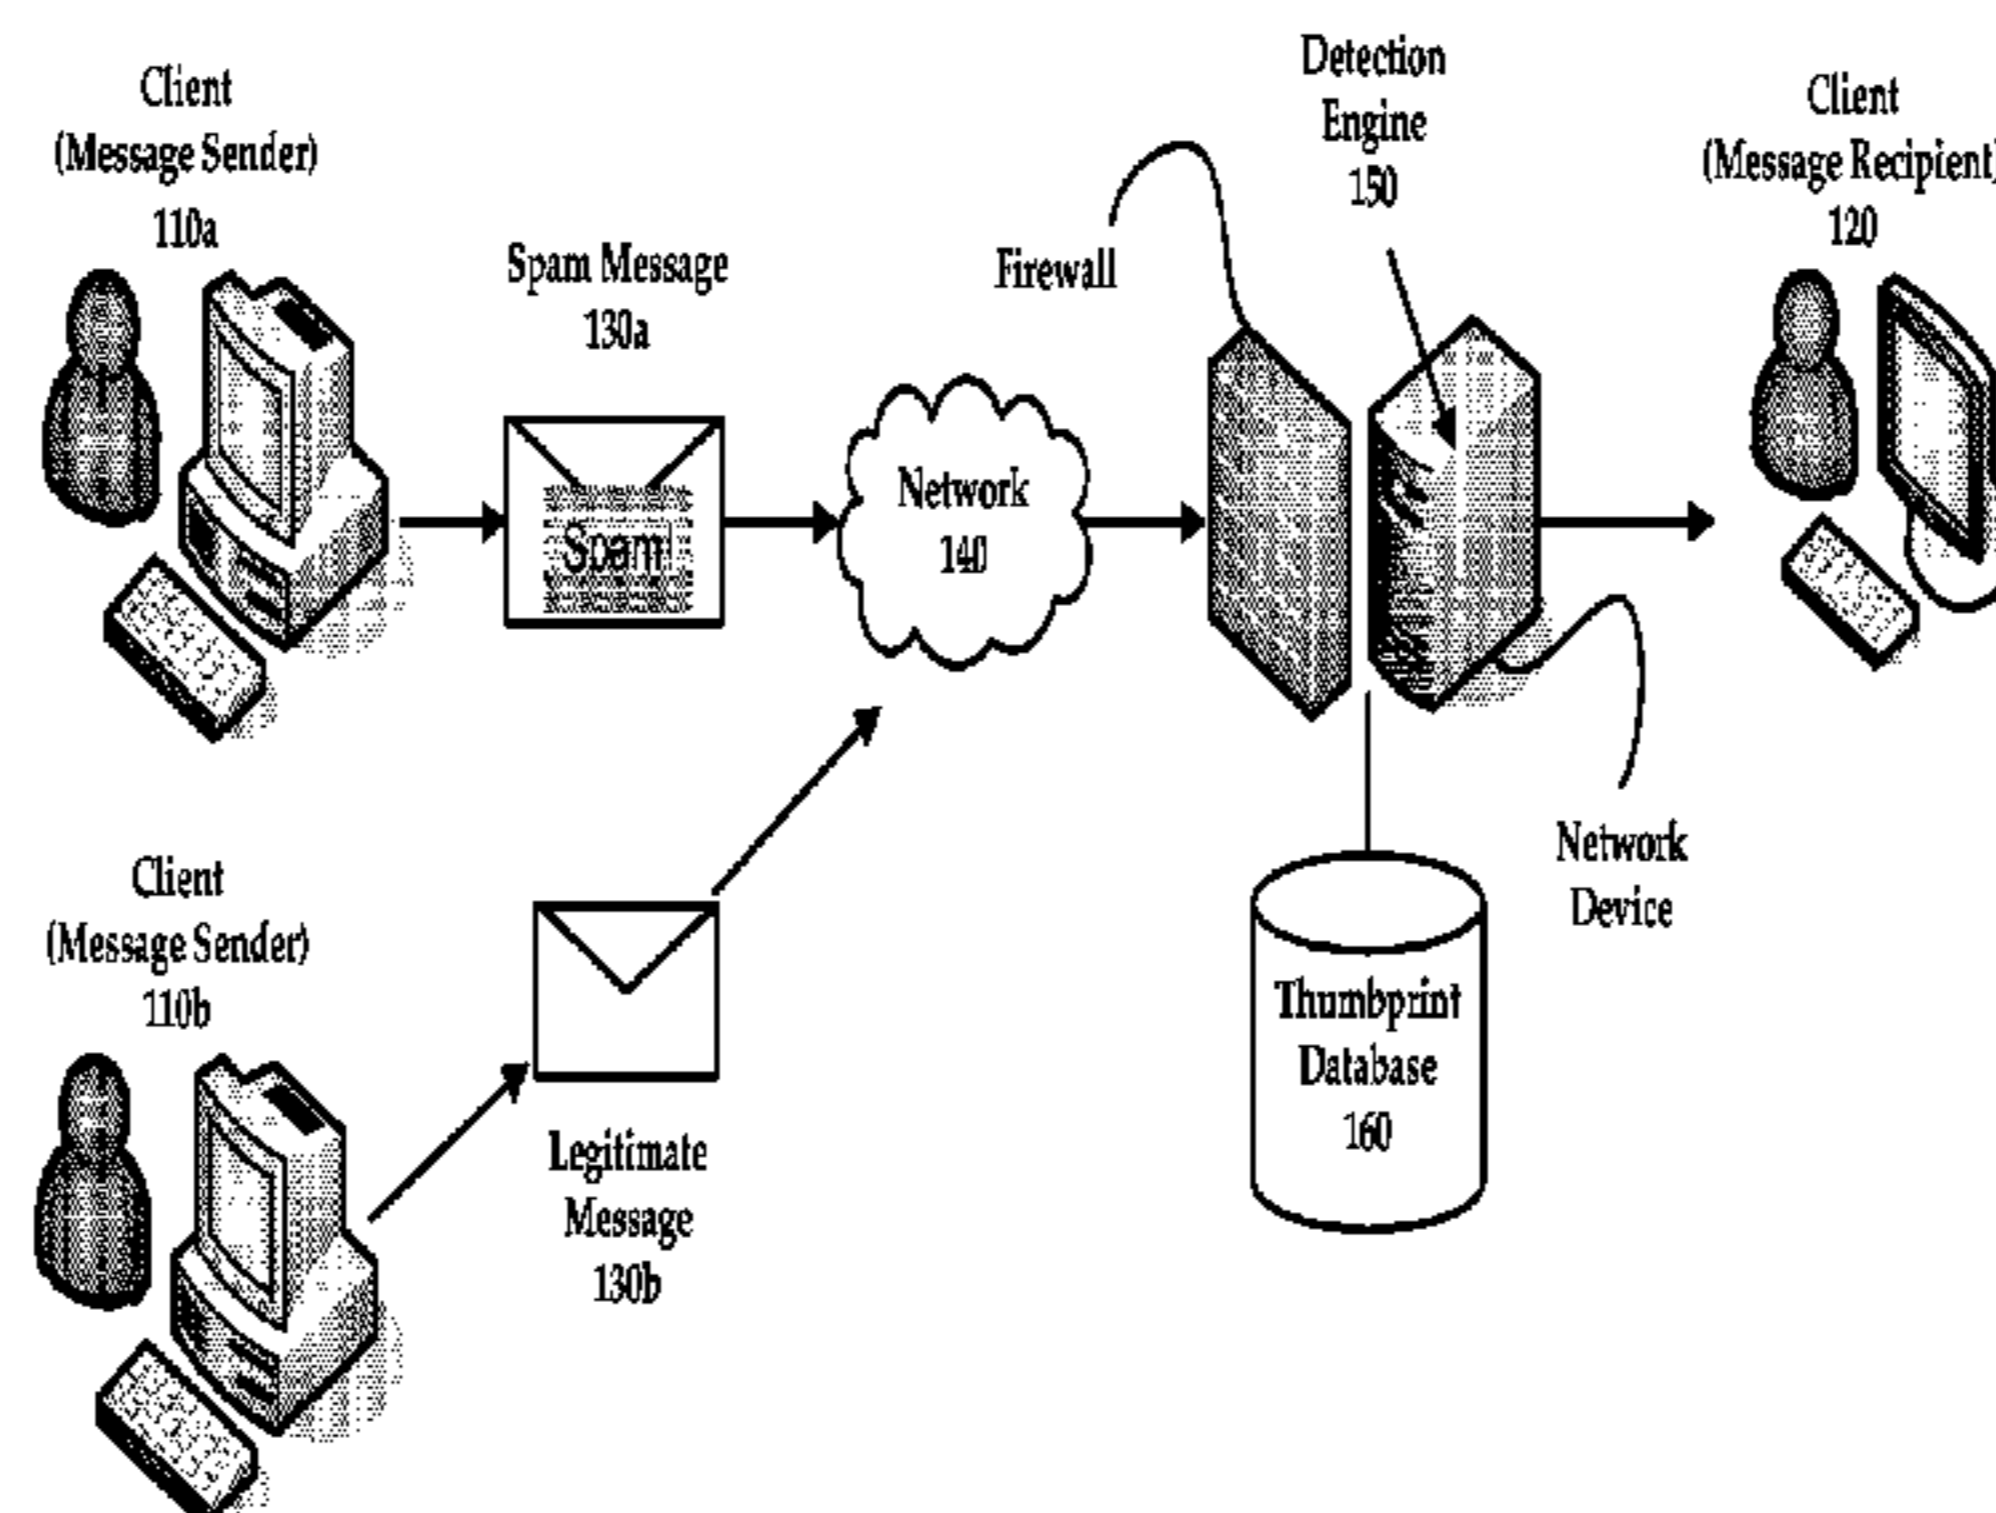 Client
(Message Sender)
110a
Spam Message
130a
Spam!
Network
140
Firewall
Detection
Engine
150
Client
(Message Recipient)
120
Network
Device
Thumbprint
Database
160
Client
(Message Sender)
110b
Legitimate
Message
130b